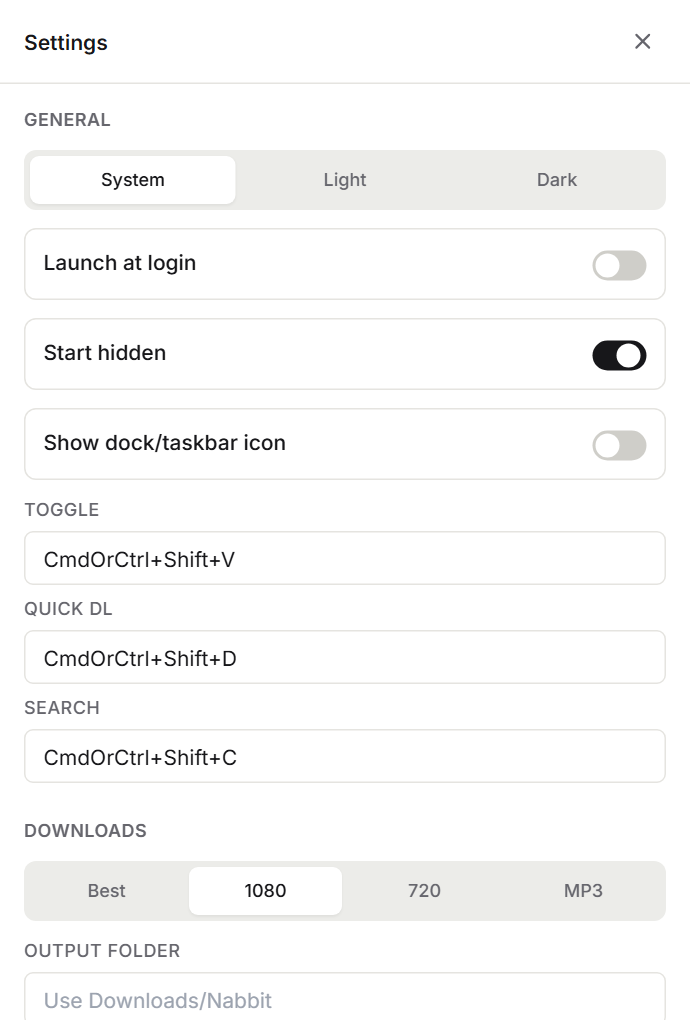 Settings
GENERAL
System Light Dark
Launch at login
Start hidden
Show dock/taskbar icon
TOGGLE
CmdOrCtrl+Shift+V
QUICK DL
CmdOrCtrl+Shift+D
SEARCH
CmdOrCtrl+Shift+C
DOWNLOADS
Best 1080 720 MP3
OUTPUT FOLDER
Use Downloads/Nabbit